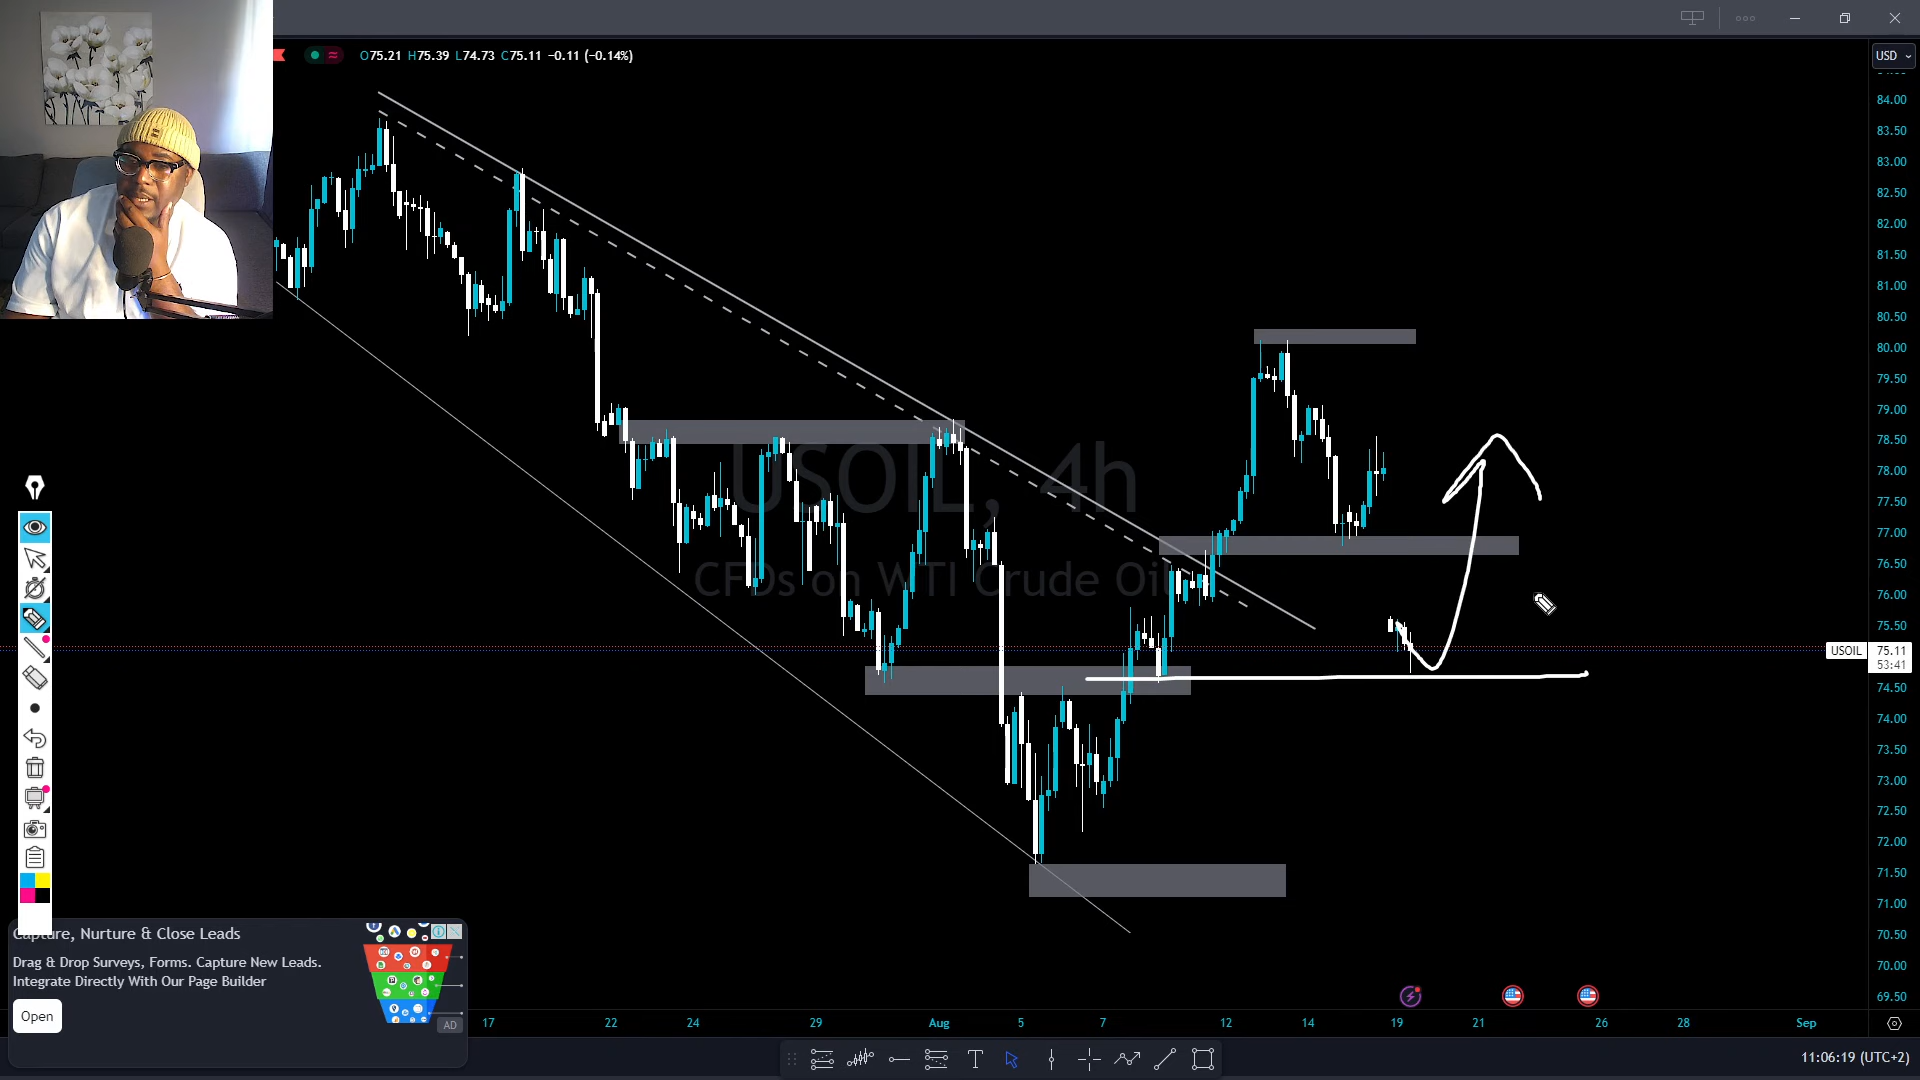 O75.21 H75.39 L74.73 C75.11 −0.11 (−0.14%)
USD
84.00
83.50
83.00
82.50
82.00
81.50
81.00
80.50
80.00
79.50
79.00
78.50
78.00
77.50
77.00
76.50
76.00
75.50
USOIL 75.11
53:41
74.50
74.00
73.50
73.00
72.50
72.00
71.50
71.00
70.50
70.00
69.50
USOIL, 4h
CFDs on WTI Crude Oil
Capture, Nurture & Close Leads
Drag & Drop Surveys, Forms. Capture New Leads.
Integrate Directly With Our Page Builder
Open
AD
17 22 24 29 Aug 5 7 12 14 19 21 26 28 Sep
11:06:19 (UTC+2)